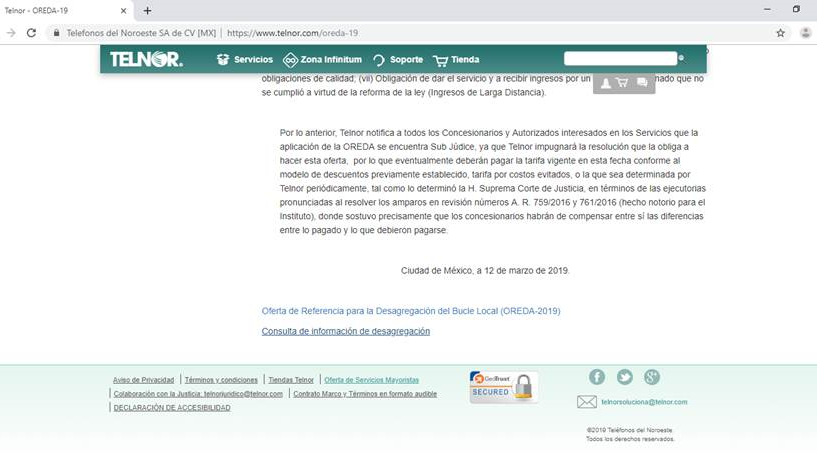 Telnor - OREDA-19
Telefonos del Noroeste SA de CV [MX] | https://www.telnor.com/oreda-19
TELNOR. Servicios Zona Infinitum Soporte Tienda
obligaciones de calidad; (vii) Obligación de dar el servicio y a recibir ingresos por un nado que no
se cumplió a virtud de la reforma de la ley (Ingresos de Larga Distancia).
Por lo anterior, Telnor notifica a todos los Concesionarios y Autorizados interesados en los Servicios que la
aplicación de la OREDA se encuentra Sub Júdice, ya que Telnor impugnará la resolución que la obliga a
hacer esta oferta, por lo que eventualmente deberán pagar la tarifa vigente en esta fecha conforme al
modelo de descuentos previamente establecido, tarifa por costos evitados, o la que sea determinada por
Telnor periódicamente, tal como lo determinó la H. Suprema Corte de Justicia, en términos de las ejecutorias
pronunciadas al resolver los amparos en revisión números A. R. 759/2016 y 761/2016 (hecho notorio para el
Instituto), donde sostuvo precisamente que los concesionarios habrán de compensar entre sí las diferencias
entre lo pagado y lo que debieron pagarse.
Ciudad de México, a 12 de marzo de 2019.
Oferta de Referencia para la Desagregación del Bucle Local (OREDA-2019)
Consulta de información de desagregación
Aviso de Privacidad | Términos y condiciones | Tiendas Telnor | Oferta de Servicios Mayoristas
Colaboración con la Justicia: telnorjuridico@telnor.com | Contrato Marco y Términos en formato audible
DECLARACIÓN DE ACCESIBILIDAD
GeoTrust
SECURED
telnorsoluciona@telnor.com
©2019 Teléfonos del Noroeste.
Todos los derechos reservados.